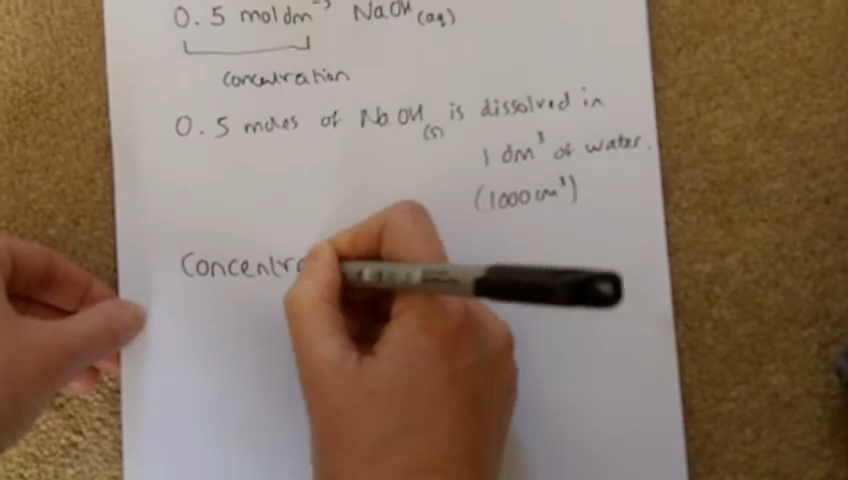 0.5 moldm⁻³ NaOH(aq)
concentration
0.5 moles of NaOH(s) is dissolved in
1 dm³ of water.
(1000cm³)
Concentra